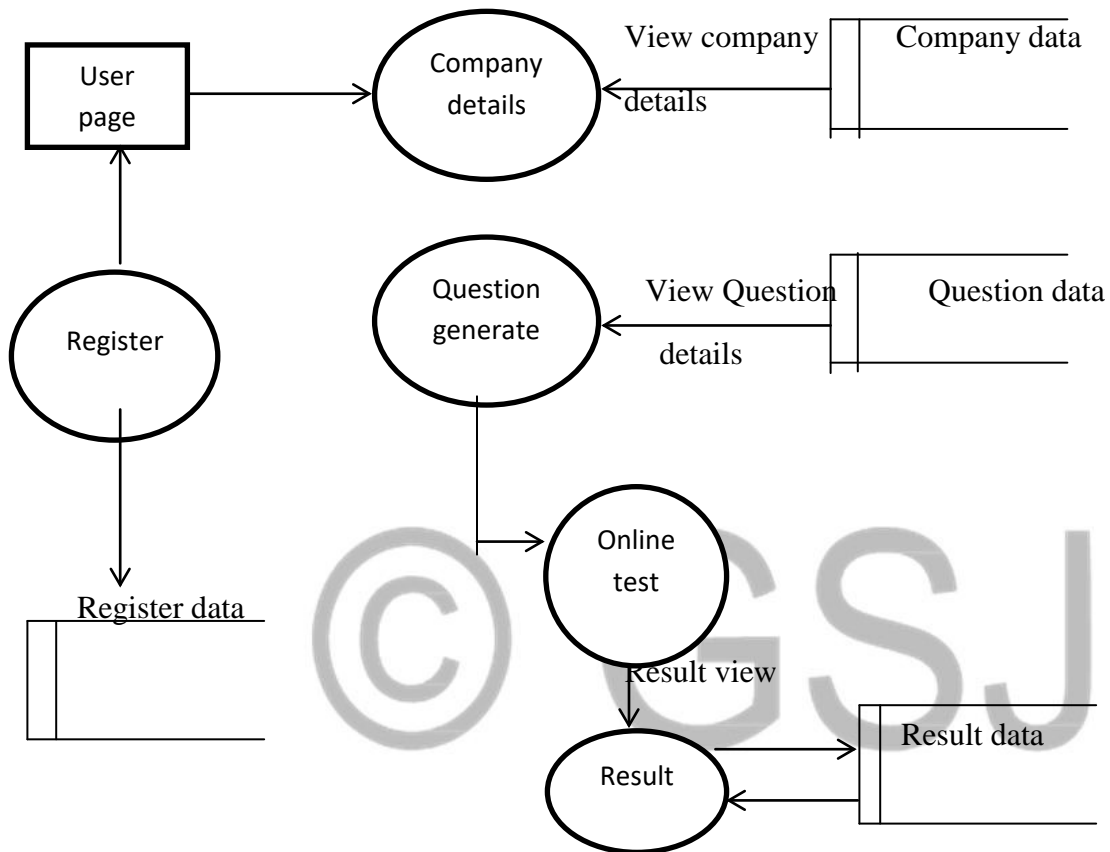 User
page
Company
details
View company
details
Company data
Register
Question
generate
View Question
details
Question data
Online
test
Register data
Result view
Result
Result data
© GSJ